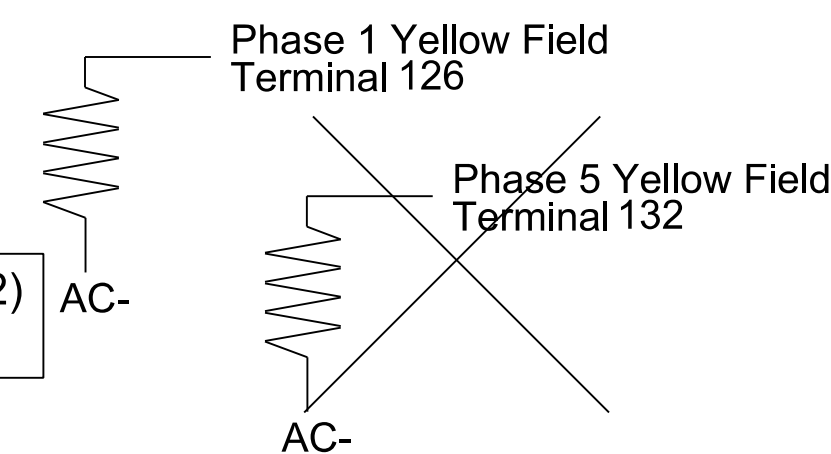 Phase 1 Yellow Field
Terminal 126
Phase 5 Yellow Field
Terminal 132
2)
AC-
AC-